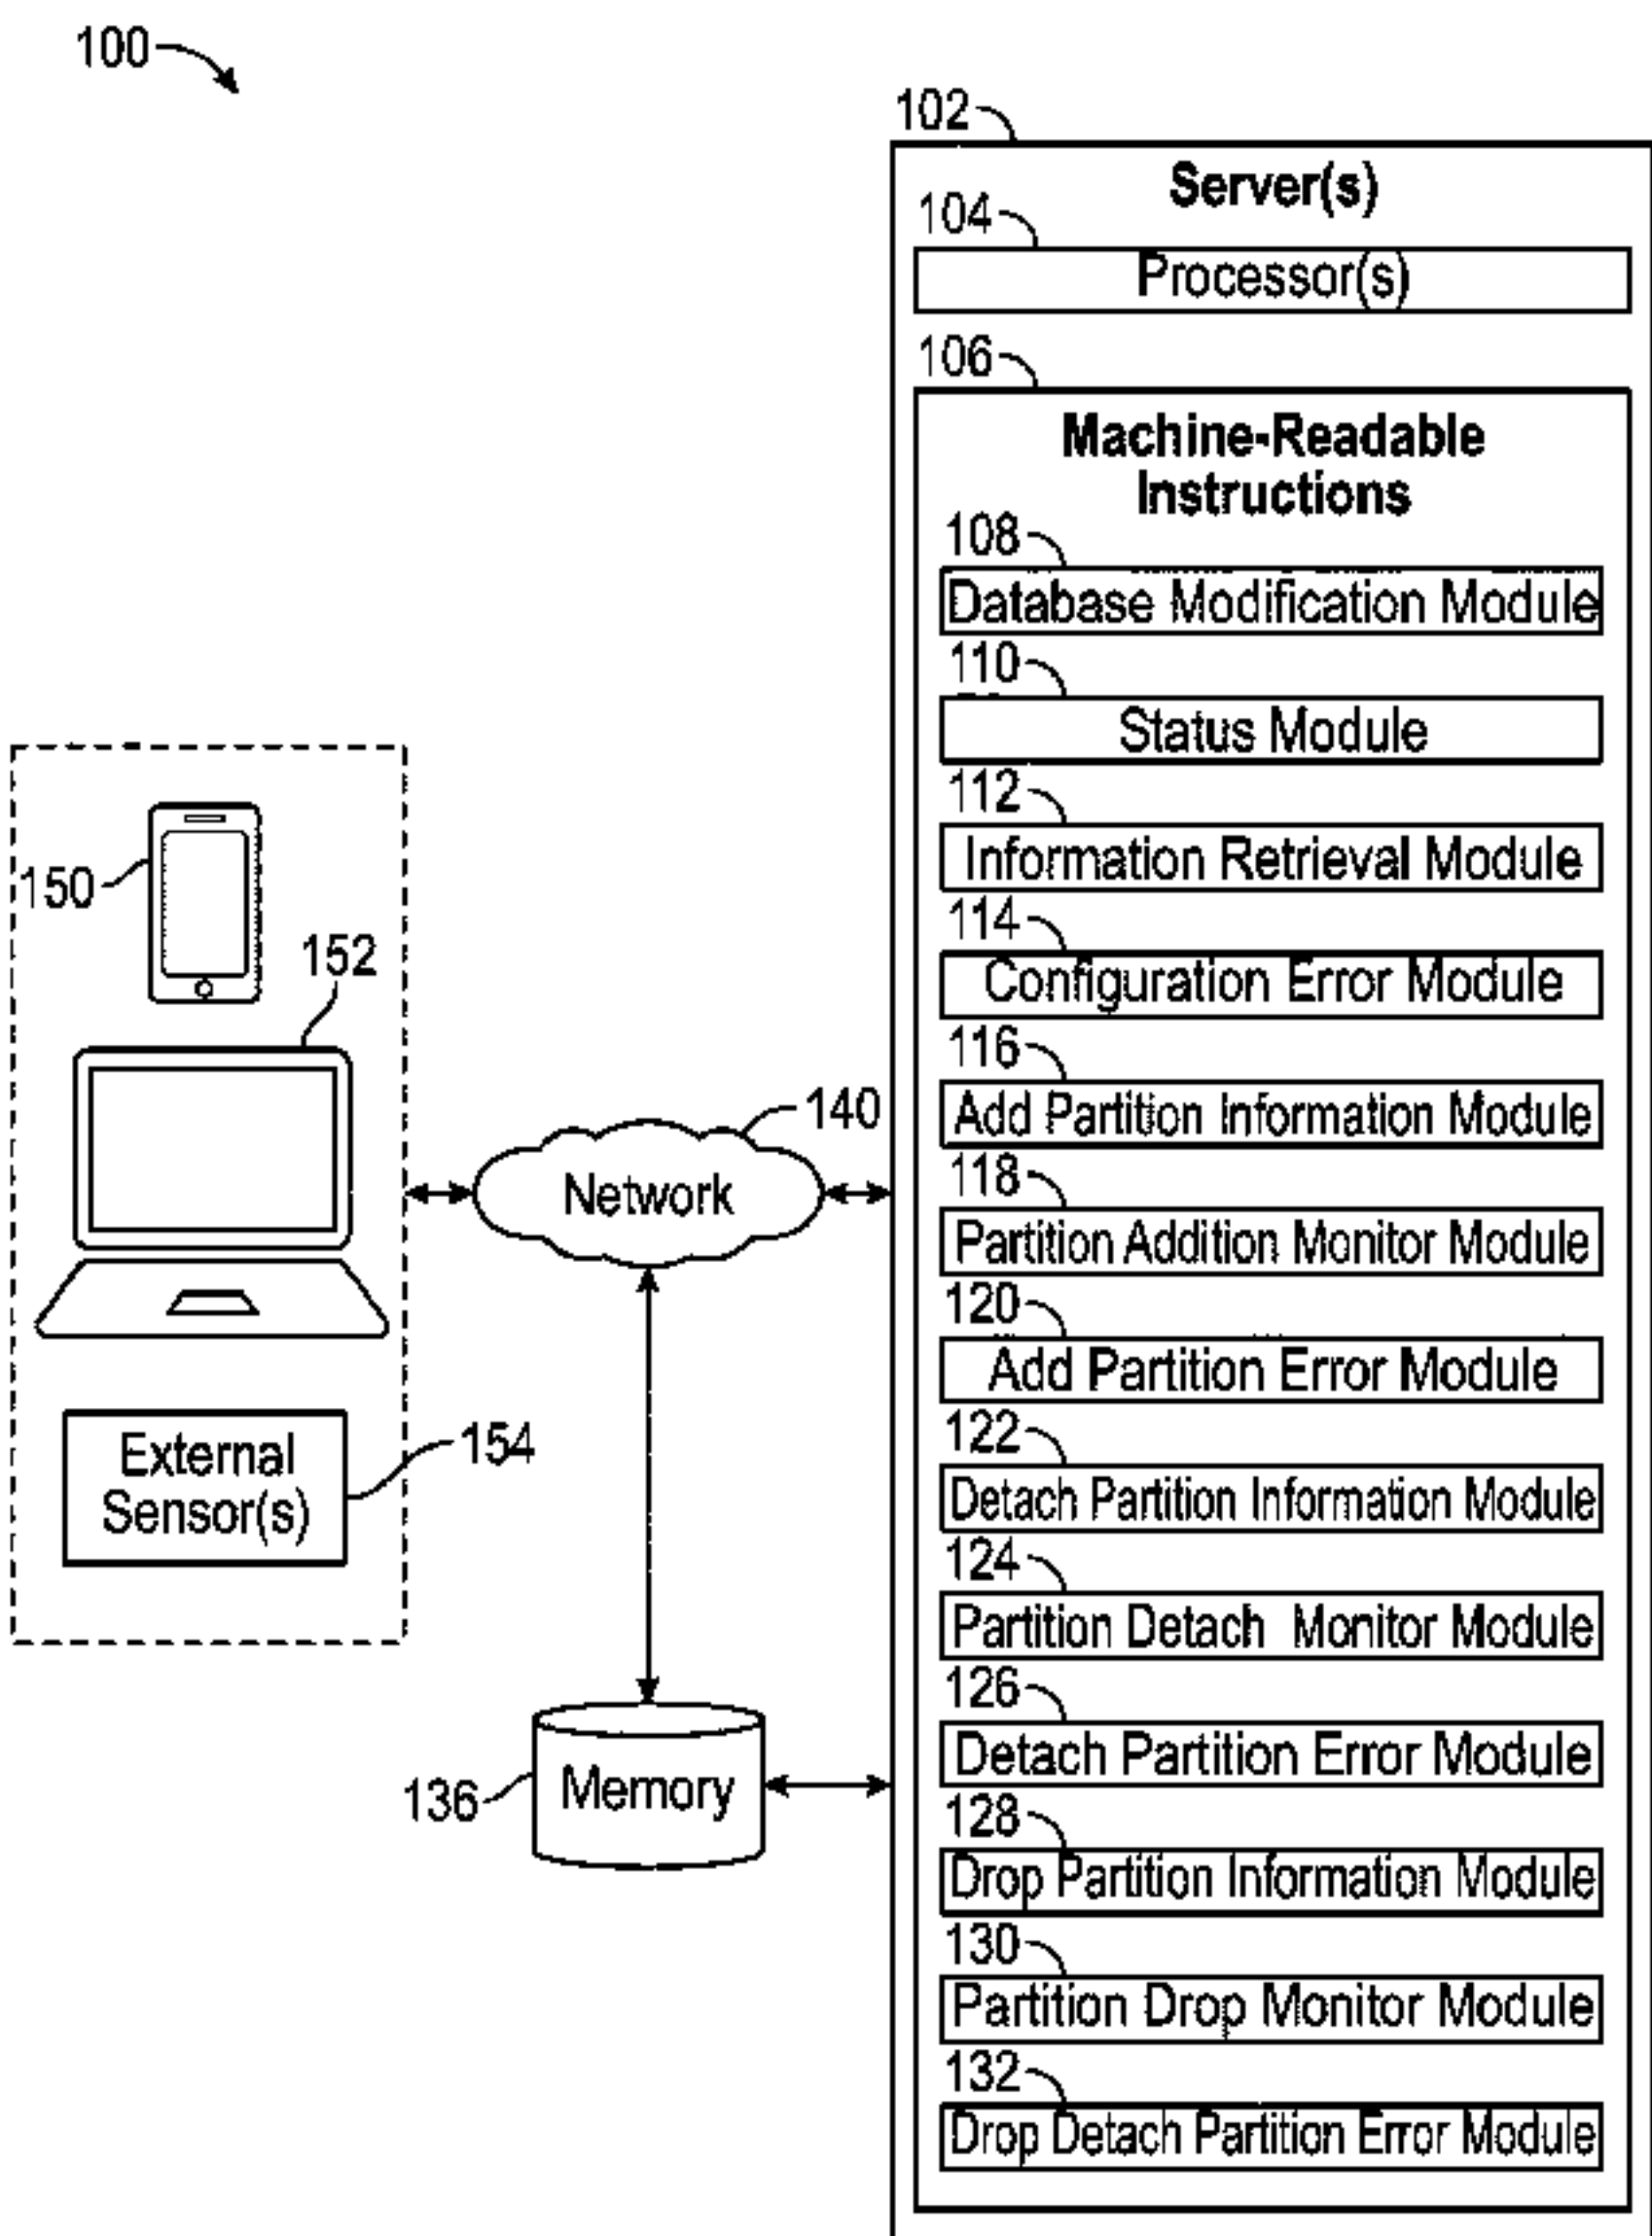 100
102
Server(s)
104
Processor(s)
106
Machine-Readable
Instructions
108
Database Modification Module
110
Status Module
112
Information Retrieval Module
114
Configuration Error Module
116
Add Partition Information Module
118
Partition Addition Monitor Module
120
Add Partition Error Module
122
Detach Partition Information Module
124
Partition Detach Monitor Module
126
Detach Partition Error Module
128
Drop Partition Information Module
130
Partition Drop Monitor Module
132
Drop Detach Partition Error Module
150
152
140
Network
External
Sensor(s)
154
136
Memory